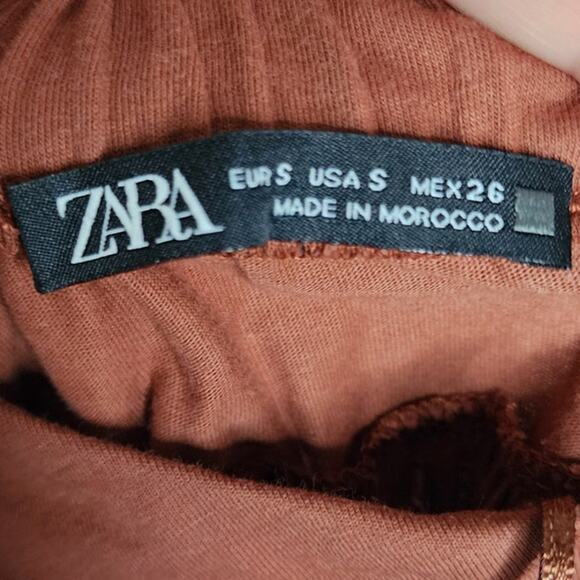 ZARA
EUR S USA S MEX 26
MADE IN MOROCCO